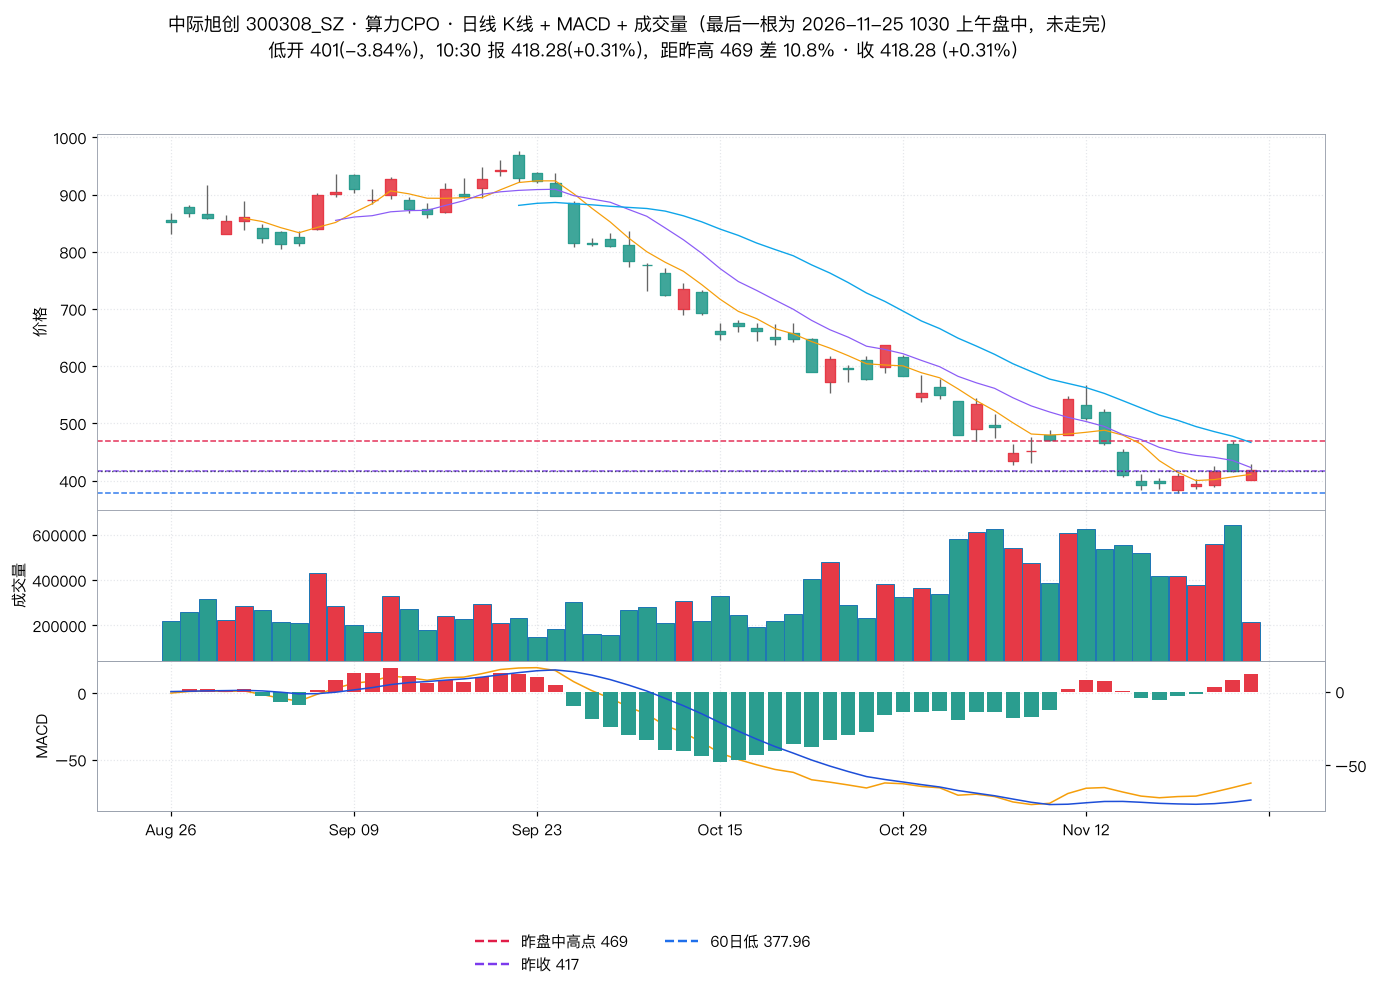 中际旭创 300308_SZ · 算力CPO · 日线 K线 + MACD + 成交量（最后一根为 2026−11−25 1030 上午盘中，未走完）
低开 401(−3.84%)，10:30 报 418.28(+0.31%)，距昨高 469 差 10.8% · 收 418.28 (+0.31%)
1000
900
800
700
600
500
400
价格
600000
400000
200000
成交量
0
−50
MACD
0
−50
Aug 26
Sep 09
Sep 23
Oct 15
Oct 29
Nov 12
昨盘中高点 469
60日低 377.96
昨收 417